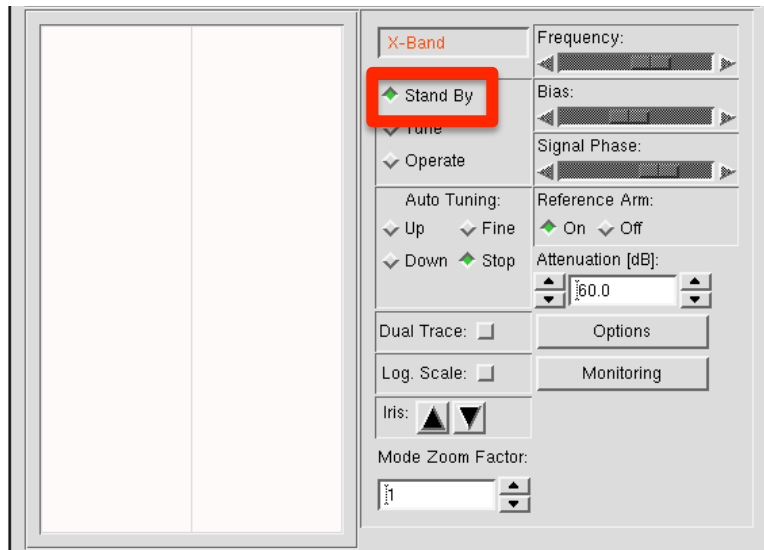 X-Band
Stand By
Tune
Operate
Auto Tuning:
Up Fine
Down Stop
Dual Trace:
Log. Scale:
Iris:
Mode Zoom Factor:
1
Frequency:
Bias:
Signal Phase:
Reference Arm:
On Off
Attenuation [dB]:
60.0
Options
Monitoring